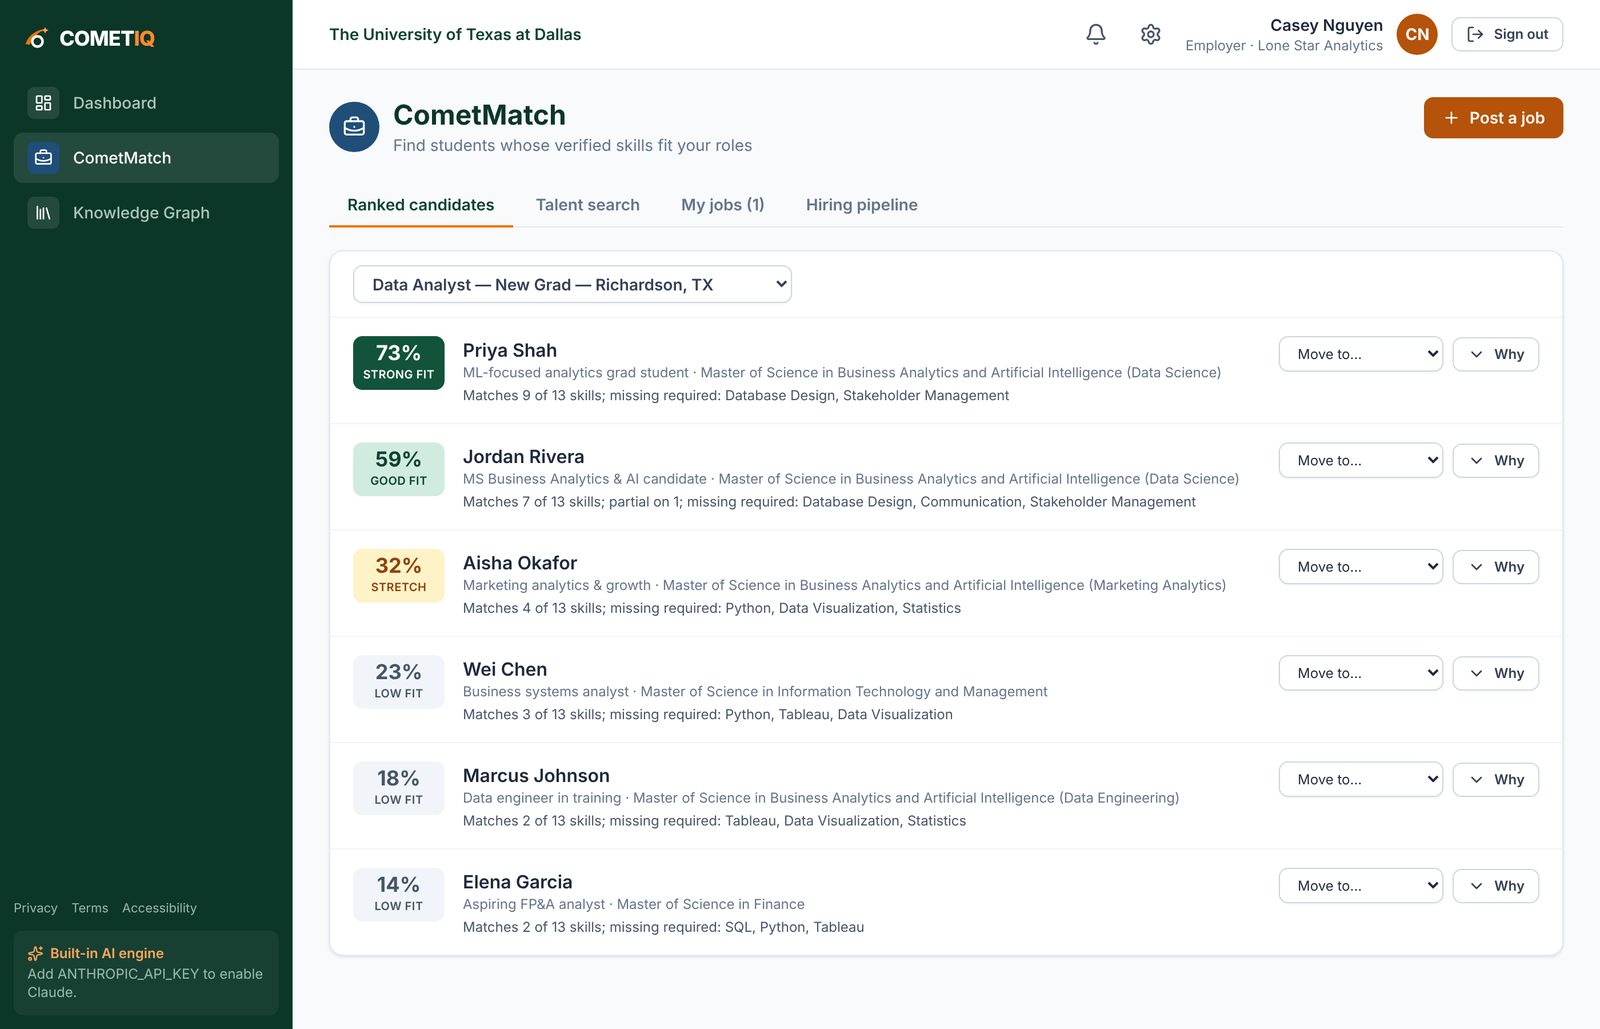 COMETIQ
Dashboard
CometMatch
Knowledge Graph
Privacy Terms Accessibility
Built-in AI engine
Add ANTHROPIC_API_KEY to enable
Claude.
The University of Texas at Dallas
Casey Nguyen
Employer · Lone Star Analytics
CN
Sign out
CometMatch
Find students whose verified skills fit your roles
+ Post a job
Ranked candidates
Talent search
My jobs (1)
Hiring pipeline
Data Analyst — New Grad — Richardson, TX
73%
STRONG FIT
Priya Shah
ML-focused analytics grad student · Master of Science in Business Analytics and Artificial Intelligence (Data Science)
Matches 9 of 13 skills; missing required: Database Design, Stakeholder Management
Move to...
Why
59%
GOOD FIT
Jordan Rivera
MS Business Analytics & AI candidate · Master of Science in Business Analytics and Artificial Intelligence (Data Science)
Matches 7 of 13 skills; partial on 1; missing required: Database Design, Communication, Stakeholder Management
Move to...
Why
32%
STRETCH
Aisha Okafor
Marketing analytics & growth · Master of Science in Business Analytics and Artificial Intelligence (Marketing Analytics)
Matches 4 of 13 skills; missing required: Python, Data Visualization, Statistics
Move to...
Why
23%
LOW FIT
Wei Chen
Business systems analyst · Master of Science in Information Technology and Management
Matches 3 of 13 skills; missing required: Python, Tableau, Data Visualization
Move to...
Why
18%
LOW FIT
Marcus Johnson
Data engineer in training · Master of Science in Business Analytics and Artificial Intelligence (Data Engineering)
Matches 2 of 13 skills; missing required: Tableau, Data Visualization, Statistics
Move to...
Why
14%
LOW FIT
Elena Garcia
Aspiring FP&A analyst · Master of Science in Finance
Matches 2 of 13 skills; missing required: SQL, Python, Tableau
Move to...
Why